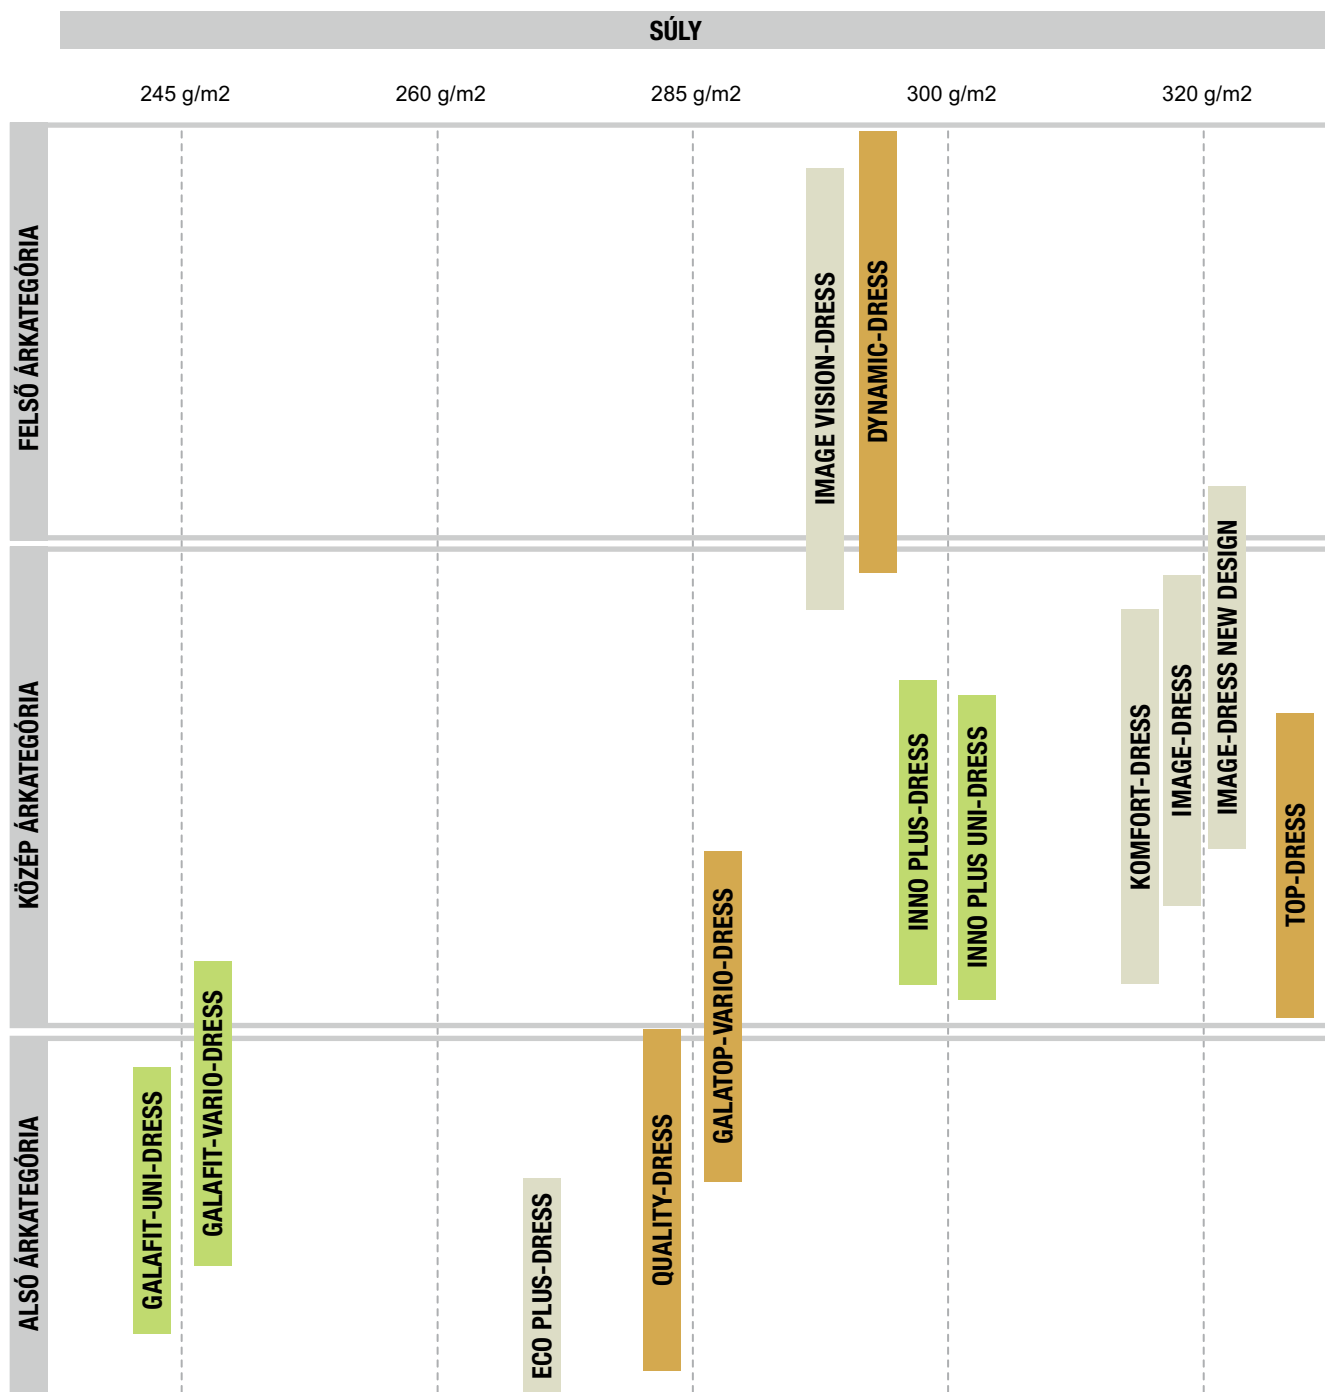 SÚLY
245 g/m2
260 g/m2
285 g/m2
300 g/m2
320 g/m2
FELSŐ ÁRKATEGÓRIA
IMAGE VISION-DRESS
DYNAMIC-DRESS
KÖZÉP ÁRKATEGÓRIA
INNO PLUS-DRESS
INNO PLUS UNI-DRESS
KOMFORT-DRESS
IMAGE-DRESS
IMAGE-DRESS NEW DESIGN
TOP-DRESS
ALSÓ ÁRKATEGÓRIA
GALAFIT-UNI-DRESS
GALAFIT-VARIO-DRESS
ECO PLUS-DRESS
QUALITY-DRESS
GALATOP-VARIO-DRESS